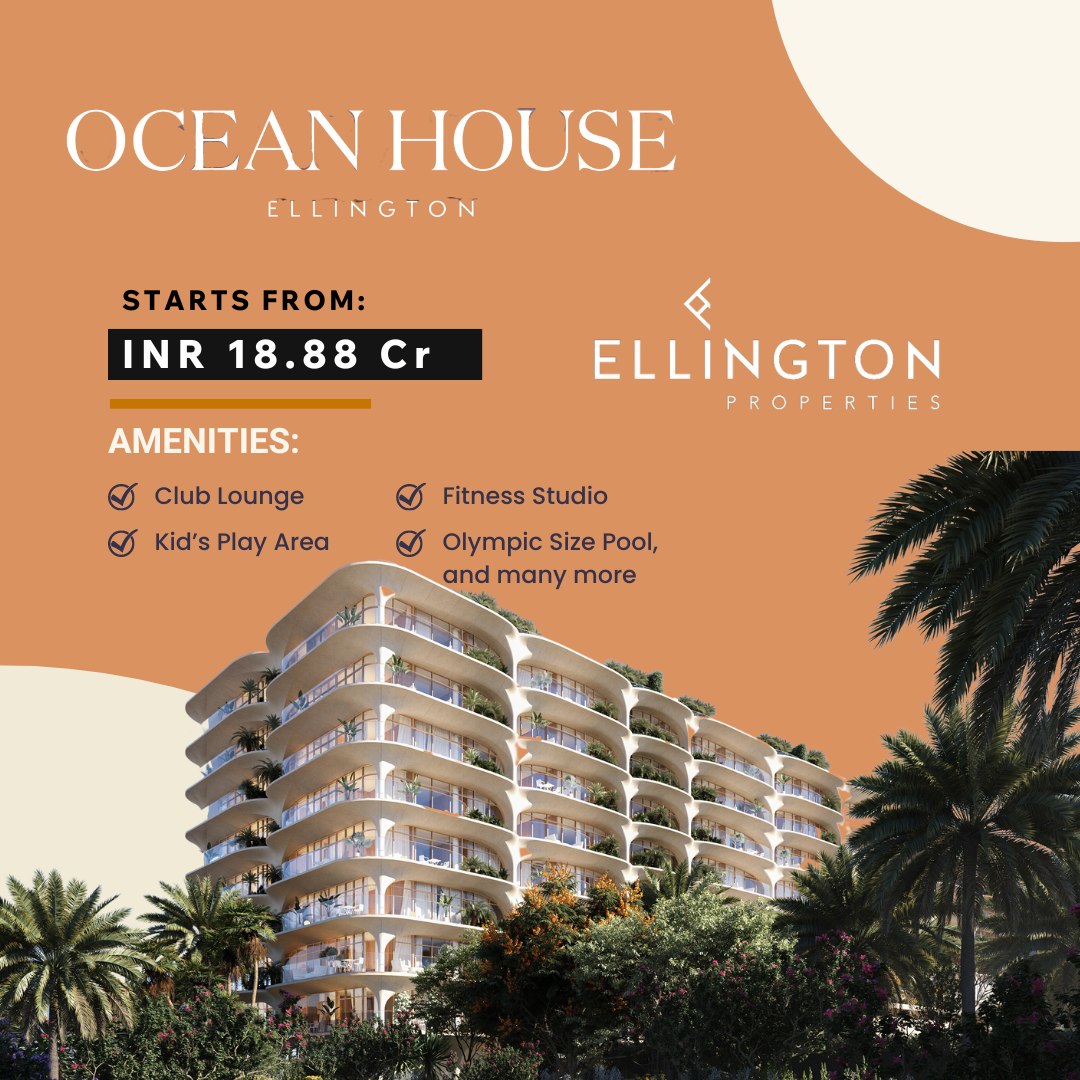 OCEAN HOUSE
ELLINGTON
STARTS FROM:
INR 18.88 Cr
ELLINGTON
PROPERTIES
AMENITIES:
Club Lounge
Fitness Studio
Kid’s Play Area
Olympic Size Pool,
and many more